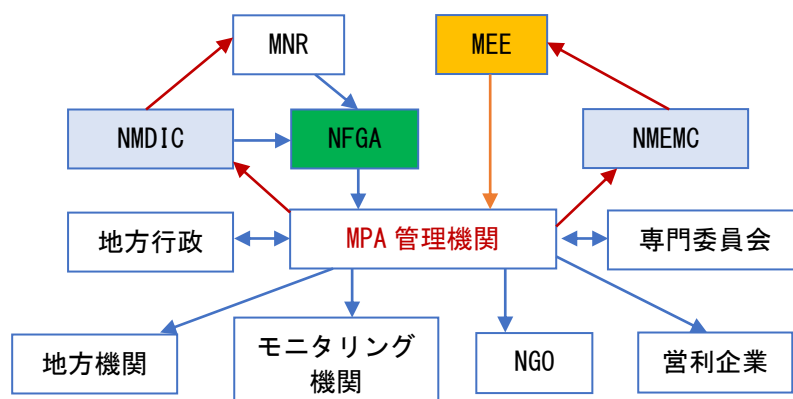 MNR
MEE
NMDIC
NFGA
NMEMC
地方行政
MPA 管理機関
専門委員会
地方機関
モニタリング
機関
NGO
営利企業